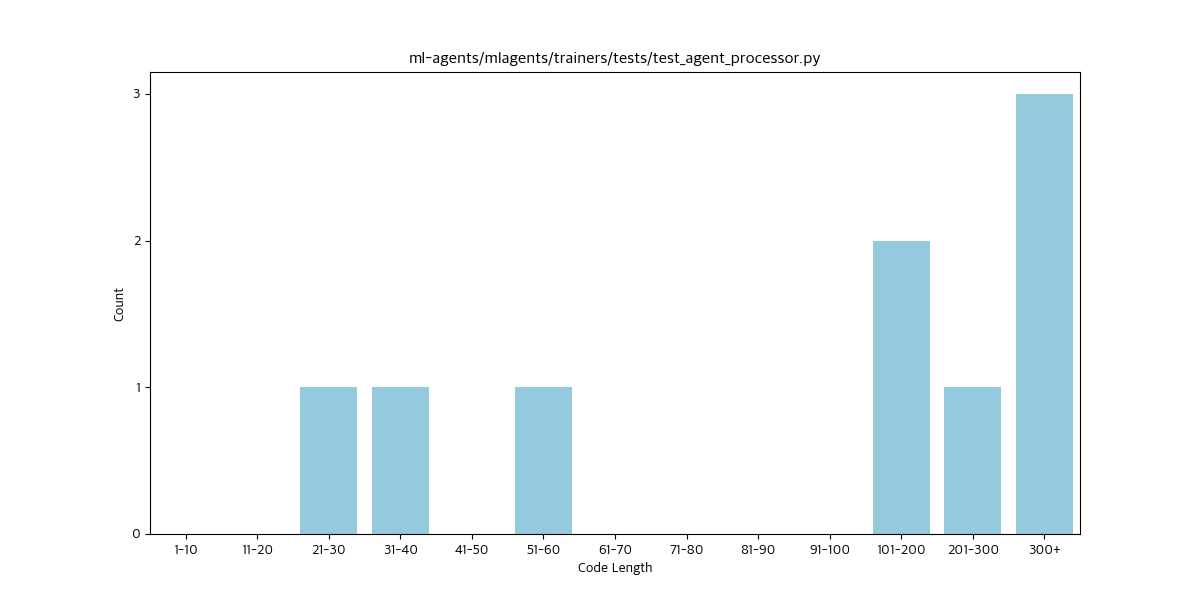 ml-agents/mlagents/trainers/tests/test_agent_processor.py
3
2
1
0
Count
1-10 11-20 21-30 31-40 41-50 51-60 61-70 71-80 81-90 91-100 101-200 201-300 300+
Code Length